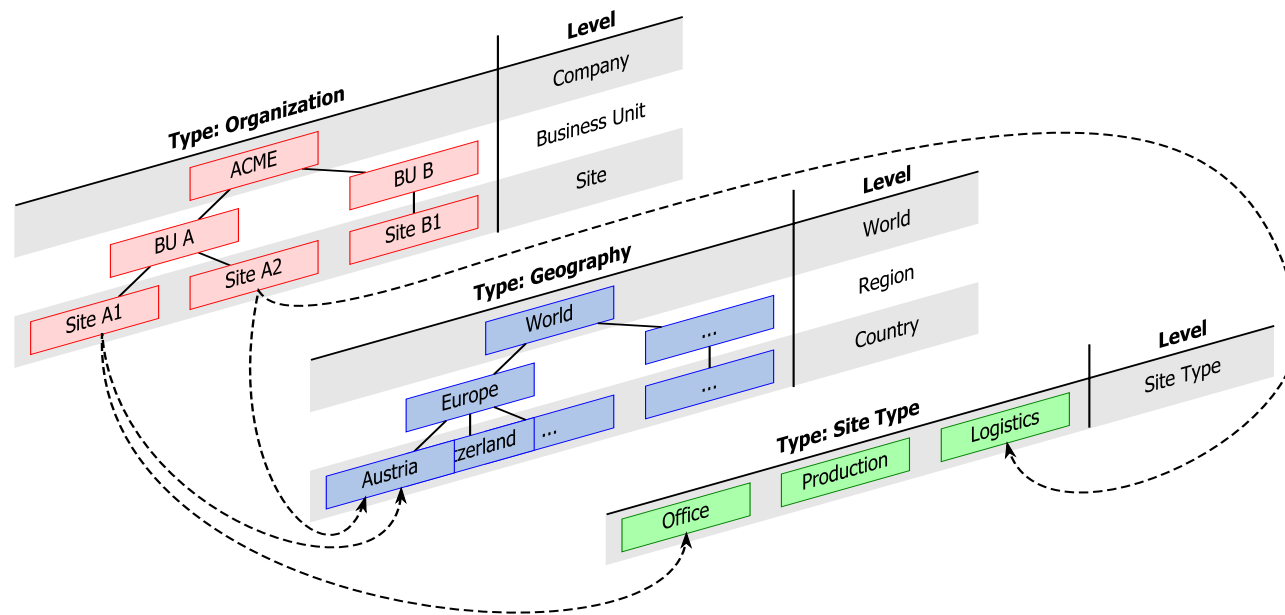 Level
Company
Type: Organization
Business Unit
ACME
BU B
Site
BU A
Site B1
Site A2
Site A1
Level
World
Type: Geography
Region
World
...
Country
Europe
...
...
zerland
Austria
Level
Site Type
Type: Site Type
Logistics
Production
Office